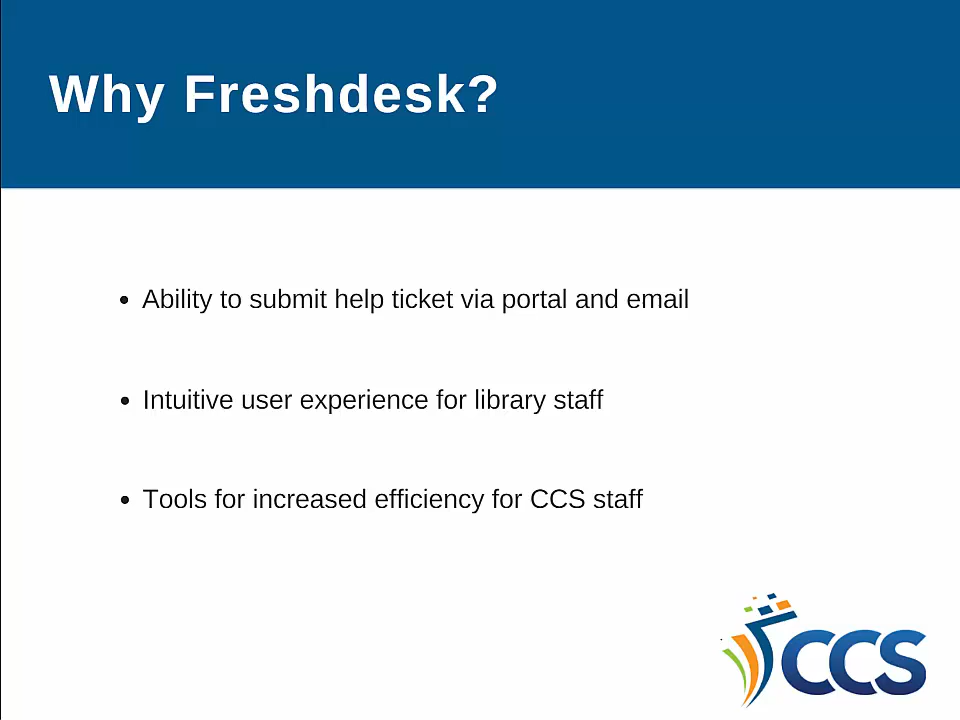 Why Freshdesk?
• Ability to submit help ticket via portal and email
• Intuitive user experience for library staff
• Tools for increased efficiency for CCS staff
CCS